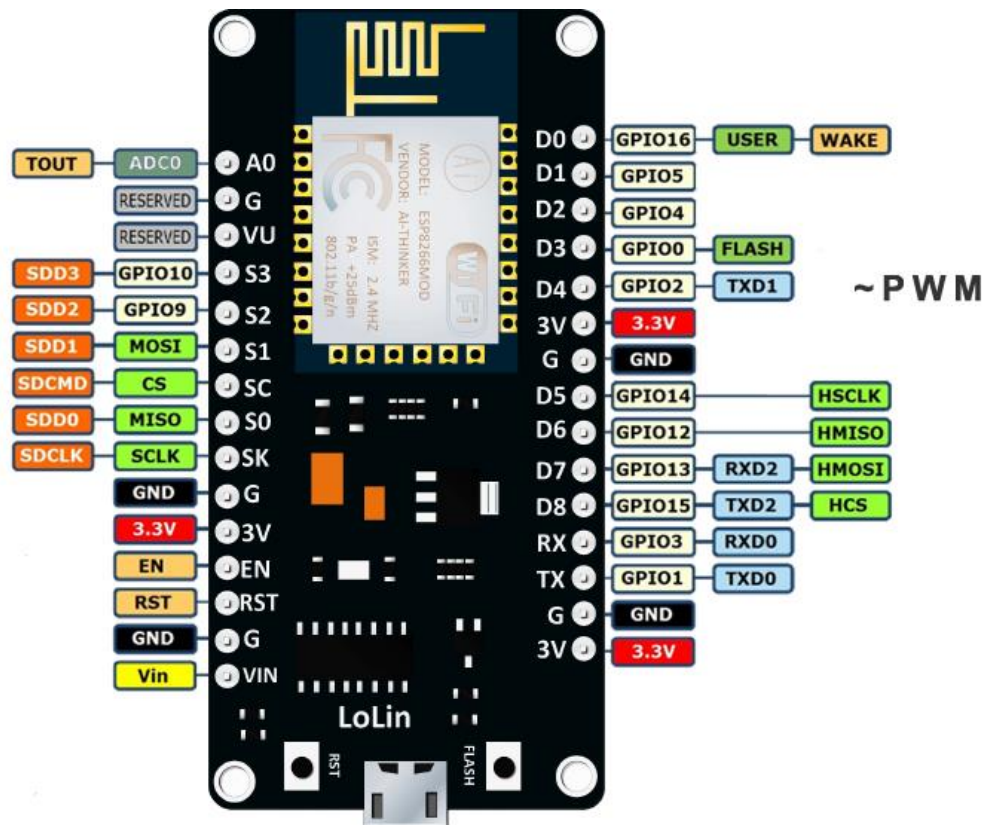 TOUT ADC0 A0
RESERVED G
RESERVED VU
SDD3 GPIO10 S3
SDD2 GPIO9 S2
SDD1 MOSI S1
SDCMD CS SC
SDD0 MISO S0
SDCLK SCLK SK
GND G
3.3V 3V
EN EN
RST RST
GND G
Vin VIN
Ai
MODEL: ESP8266MOD
VENDOR: AI-THINKER
FCC
WiFi
ISM: 2.4 MHZ
PA +25dBm
802.11b/g/n
D0 GPIO16 USER WAKE
D1 GPIO5
D2 GPIO4
D3 GPIO0 FLASH
D4 GPIO2 TXD1
3V 3.3V
G GND
D5 GPIO14 HSCLK
D6 GPIO12 HMISO
D7 GPIO13 RXD2 HMOSI
D8 GPIO15 TXD2 HCS
RX GPIO3 RXD0
TX GPIO1 TXD0
G GND
3V 3.3V
~PWM
LoLin
RST
FLASH